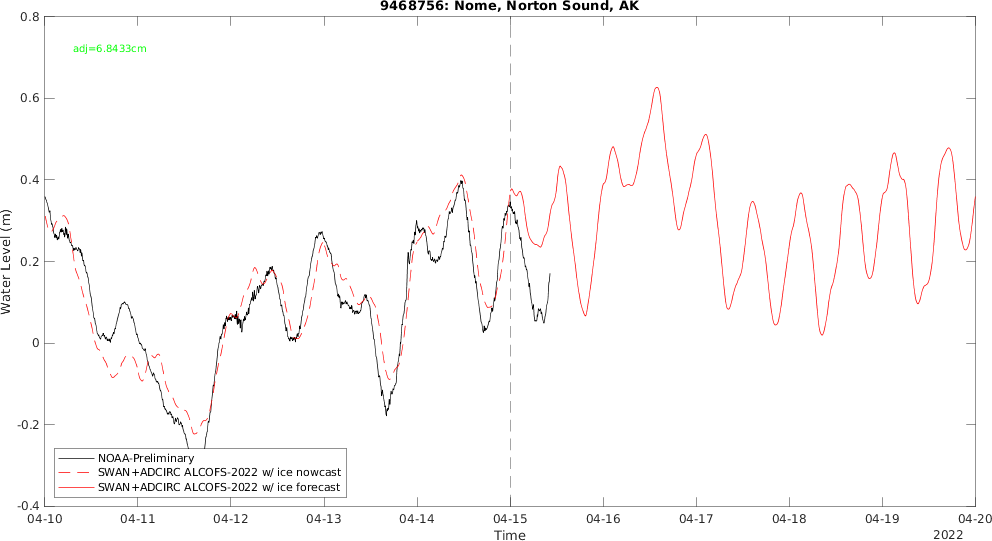 9468756: Nome, Norton Sound, AK
adj=6.8433cm
0.8
0.6
0.4
0.2
0
-0.2
-0.4
Water Level (m)
NOAA-Preliminary
SWAN+ADCIRC ALCOFS-2022 w/ ice nowcast
SWAN+ADCIRC ALCOFS-2022 w/ ice forecast
04-10 04-11 04-12 04-13 04-14 04-15 04-16 04-17 04-18 04-19 04-20
Time
2022